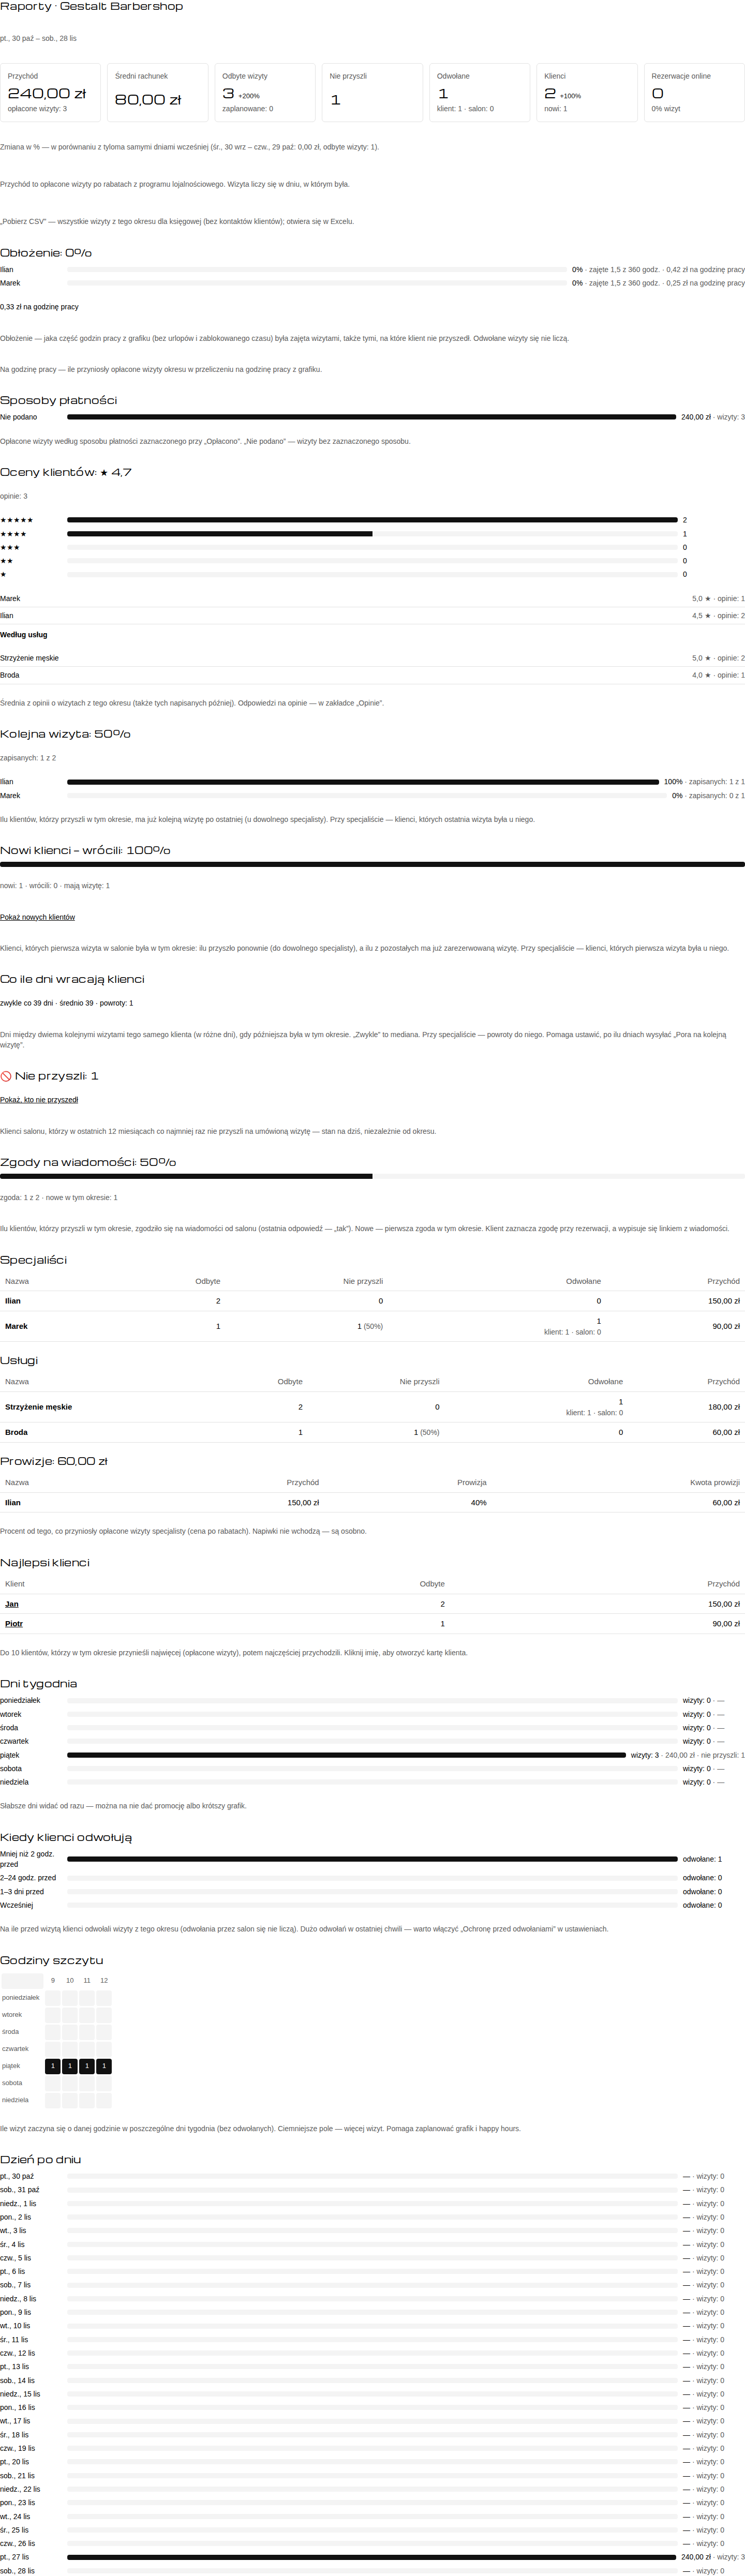 Raporty · Gestalt Barbershop
pt., 30 paź – sob., 28 lis
Przychód
240,00 zł
opłacone wizyty: 3
Średni rachunek
80,00 zł
Odbyte wizyty
3 +200%
zaplanowane: 0
Nie przyszli
1
Odwołane
1
klient: 1 · salon: 0
Klienci
2 +100%
nowi: 1
Rezerwacje online
0
0% wizyt
Zmiana w % — w porównaniu z tyloma samymi dniami wcześniej (śr., 30 wrz – czw., 29 paź: 0,00 zł, odbyte wizyty: 1).
Przychód to opłacone wizyty po rabatach z programu lojalnościowego. Wizyta liczy się w dniu, w którym była.
„Pobierz CSV” — wszystkie wizyty z tego okresu dla księgowej (bez kontaktów klientów); otwiera się w Excelu.
Obłożenie: 0%
Ilian 0% · zajęte 1,5 z 360 godz. · 0,42 zł na godzinę pracy
Marek 0% · zajęte 1,5 z 360 godz. · 0,25 zł na godzinę pracy
0,33 zł na godzinę pracy
Obłożenie — jaka część godzin pracy z grafiku (bez urlopów i zablokowanego czasu) była zajęta wizytami, także tymi, na które klient nie przyszedł. Odwołane wizyty się nie liczą.
Na godzinę pracy — ile przyniosły opłacone wizyty okresu w przeliczeniu na godzinę pracy z grafiku.
Sposoby płatności
Nie podano 240,00 zł · wizyty: 3
Opłacone wizyty według sposobu płatności zaznaczonego przy „Opłacono”. „Nie podano” — wizyty bez zaznaczonego sposobu.
Oceny klientów: ★ 4,7
opinie: 3
★★★★★ 2
★★★★ 1
★★★ 0
★★ 0
★ 0
Marek 5,0 ★ · opinie: 1
Ilian 4,5 ★ · opinie: 2
Według usług
Strzyżenie męskie 5,0 ★ · opinie: 2
Broda 4,0 ★ · opinie: 1
Średnia z opinii o wizytach z tego okresu (także tych napisanych później). Odpowiedzi na opinie — w zakładce „Opinie”.
Kolejna wizyta: 50%
zapisanych: 1 z 2
Ilian 100% · zapisanych: 1 z 1
Marek 0% · zapisanych: 0 z 1
Ilu klientów, którzy przyszli w tym okresie, ma już kolejną wizytę po ostatniej (u dowolnego specjalisty). Przy specjaliście — klienci, których ostatnia wizyta była u niego.
Nowi klienci – wrócili: 100%
nowi: 1 · wrócili: 0 · mają wizytę: 1
Pokaż nowych klientów
Klienci, których pierwsza wizyta w salonie była w tym okresie: ilu przyszło ponownie (do dowolnego specjalisty), a ilu z pozostałych ma już zarezerwowaną wizytę. Przy specjaliście — klienci, których pierwsza wizyta była u niego.
Co ile dni wracają klienci
zwykle co 39 dni · średnio 39 · powroty: 1
Dni między dwiema kolejnymi wizytami tego samego klienta (w różne dni), gdy późniejsza była w tym okresie. „Zwykle” to mediana. Przy specjaliście — powroty do niego. Pomaga ustawić, po ilu dniach wysyłać „Pora na kolejną
wizytę”.
🚫 Nie przyszli: 1
Pokaż, kto nie przyszedł
Klienci salonu, którzy w ostatnich 12 miesiącach co najmniej raz nie przyszli na umówioną wizytę — stan na dziś, niezależnie od okresu.
Zgody na wiadomości: 50%
zgoda: 1 z 2 · nowe w tym okresie: 1
Ilu klientów, którzy przyszli w tym okresie, zgodziło się na wiadomości od salonu (ostatnia odpowiedź — „tak”). Nowe — pierwsza zgoda w tym okresie. Klient zaznacza zgodę przy rezerwacji, a wypisuje się linkiem z wiadomości.
Specjaliści
Nazwa Odbyte Nie przyszli Odwołane Przychód
Ilian 2 0 0 150,00 zł
Marek 1 1 (50%) 1 90,00 zł
klient: 1 · salon: 0
Usługi
Nazwa Odbyte Nie przyszli Odwołane Przychód
Strzyżenie męskie 2 0 1 180,00 zł
klient: 1 · salon: 0
Broda 1 1 (50%) 0 60,00 zł
Prowizje: 60,00 zł
Nazwa Przychód Prowizja Kwota prowizji
Ilian 150,00 zł 40% 60,00 zł
Procent od tego, co przyniosły opłacone wizyty specjalisty (cena po rabatach). Napiwki nie wchodzą — są osobno.
Najlepsi klienci
Klient Odbyte Przychód
Jan 2 150,00 zł
Piotr 1 90,00 zł
Do 10 klientów, którzy w tym okresie przynieśli najwięcej (opłacone wizyty), potem najczęściej przychodzili. Kliknij imię, aby otworzyć kartę klienta.
Dni tygodnia
poniedziałek wizyty: 0 · —
wtorek wizyty: 0 · —
środa wizyty: 0 · —
czwartek wizyty: 0 · —
piątek wizyty: 3 · 240,00 zł · nie przyszli: 1
sobota wizyty: 0 · —
niedziela wizyty: 0 · —
Słabsze dni widać od razu — można na nie dać promocję albo krótszy grafik.
Kiedy klienci odwołują
Mniej niż 2 godz.
przed odwołane: 1
2–24 godz. przed odwołane: 0
1–3 dni przed odwołane: 0
Wcześniej odwołane: 0
Na ile przed wizytą klienci odwołali wizyty z tego okresu (odwołania przez salon się nie liczą). Dużo odwołań w ostatniej chwili — warto włączyć „Ochronę przed odwołaniami” w ustawieniach.
Godziny szczytu
9 10 11 12
poniedziałek
wtorek
środa
czwartek
piątek 1 1 1 1
sobota
niedziela
Ile wizyt zaczyna się o danej godzinie w poszczególne dni tygodnia (bez odwołanych). Ciemniejsze pole — więcej wizyt. Pomaga zaplanować grafik i happy hours.
Dzień po dniu
pt., 30 paź — · wizyty: 0
sob., 31 paź — · wizyty: 0
niedz., 1 lis — · wizyty: 0
pon., 2 lis — · wizyty: 0
wt., 3 lis — · wizyty: 0
śr., 4 lis — · wizyty: 0
czw., 5 lis — · wizyty: 0
pt., 6 lis — · wizyty: 0
sob., 7 lis — · wizyty: 0
niedz., 8 lis — · wizyty: 0
pon., 9 lis — · wizyty: 0
wt., 10 lis — · wizyty: 0
śr., 11 lis — · wizyty: 0
czw., 12 lis — · wizyty: 0
pt., 13 lis — · wizyty: 0
sob., 14 lis — · wizyty: 0
niedz., 15 lis — · wizyty: 0
pon., 16 lis — · wizyty: 0
wt., 17 lis — · wizyty: 0
śr., 18 lis — · wizyty: 0
czw., 19 lis — · wizyty: 0
pt., 20 lis — · wizyty: 0
sob., 21 lis — · wizyty: 0
niedz., 22 lis — · wizyty: 0
pon., 23 lis — · wizyty: 0
wt., 24 lis — · wizyty: 0
śr., 25 lis — · wizyty: 0
czw., 26 lis — · wizyty: 0
pt., 27 lis 240,00 zł · wizyty: 3
sob., 28 lis — · wizyty: 0